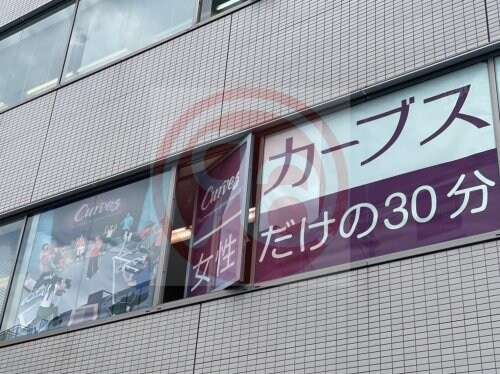 Curves
Curves
カーブス
女性
だけの30分